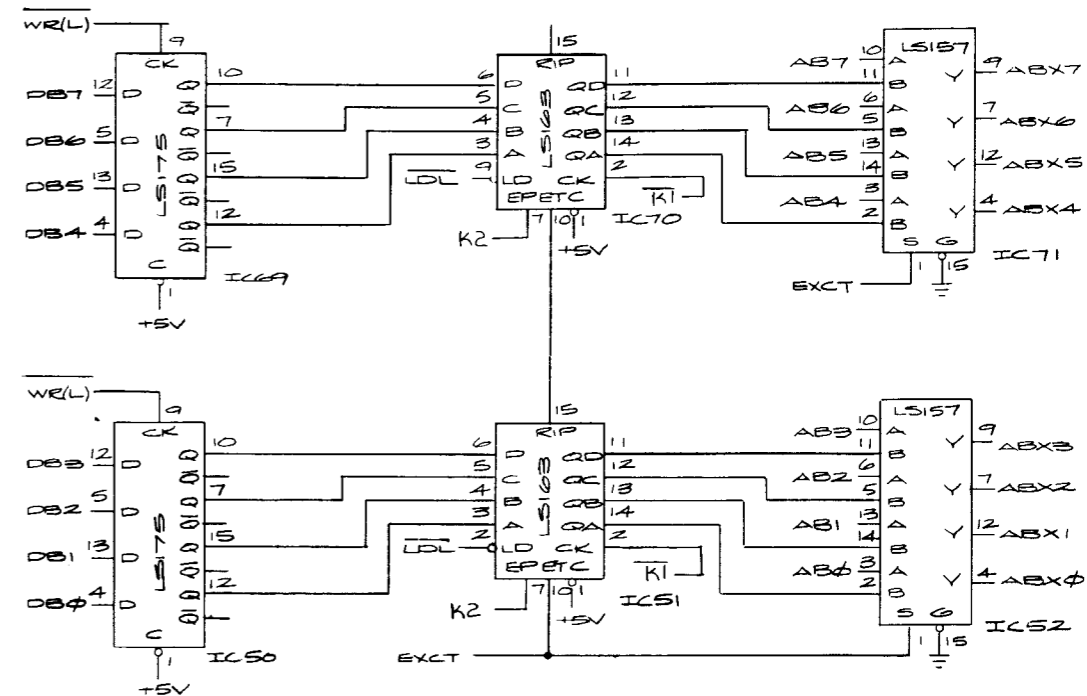 WR(L)
9
15
CK
RIP
LS157
DB7 12 D
Q 10
6 D
QD 11
AB7 10 A
11 B
Y 9 ABX7
Q̅
DB6 5 D
Q 7
5 C
QC 12
AB6 6 A
5 B
Y 7 ABX6
Q̅
LS175
LS163
DB5 13 D
Q 15
4 B
QB 13
AB5 13 A
14 B
Y 12 ABX5
Q̅
DB4 4 D
Q 12
3 A
QA 14
AB4 3 A
2 B
Y 4 ABX4
Q̅
LDL 9 LD
CK 2
K1
EP ET C
K2 7 10 1
IC70
+5V
C
IC69
1
+5V
S G
1 15
IC71
EXCT
WR(L)
9
15
CK
RIP
LS157
DB3 12 D
Q 10
6 D
QD 11
AB3 10 A
11 B
Y 9 ABX3
Q̅
DB2 5 D
Q 7
5 C
QC 12
AB2 6 A
5 B
Y 7 ABX2
Q̅
LS175
LS163
DB1 13 D
Q 15
4 B
QB 13
AB1 13 A
14 B
Y 12 ABX1
Q̅
DBϕ 4 D
Q 12
3 A
QA 14
ABϕ 3 A
2 B
Y 4 ABXϕ
Q̅
LDL 2 LD
CK 2
K1
EP ET C
K2 7 10 1
IC51
+5V
C
IC50
1
+5V
S G
1 15
IC52
EXCT